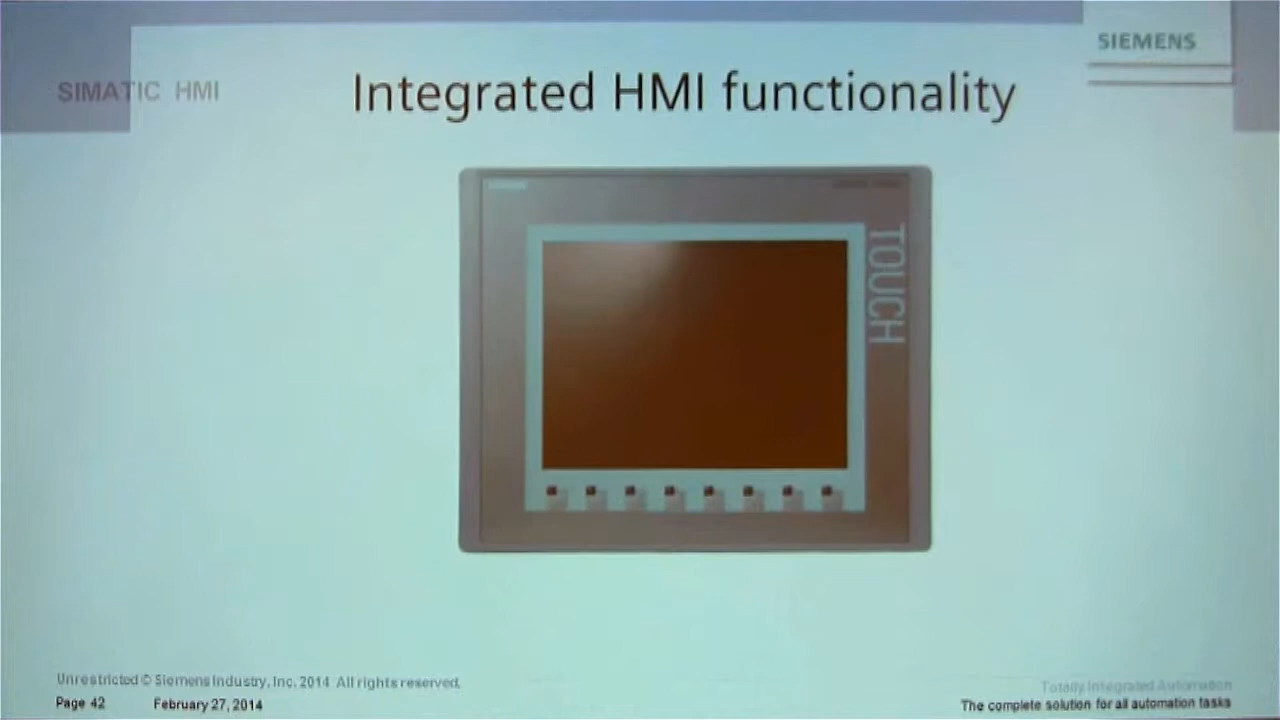 SIEMENS
SIMATIC HMI
Integrated HMI functionality
TOUCH
Unrestricted © Siemens Industry, Inc. 2014 All rights reserved.
Totally Integrated Automation
Page 42
February 27, 2014
The complete solution for all automation tasks